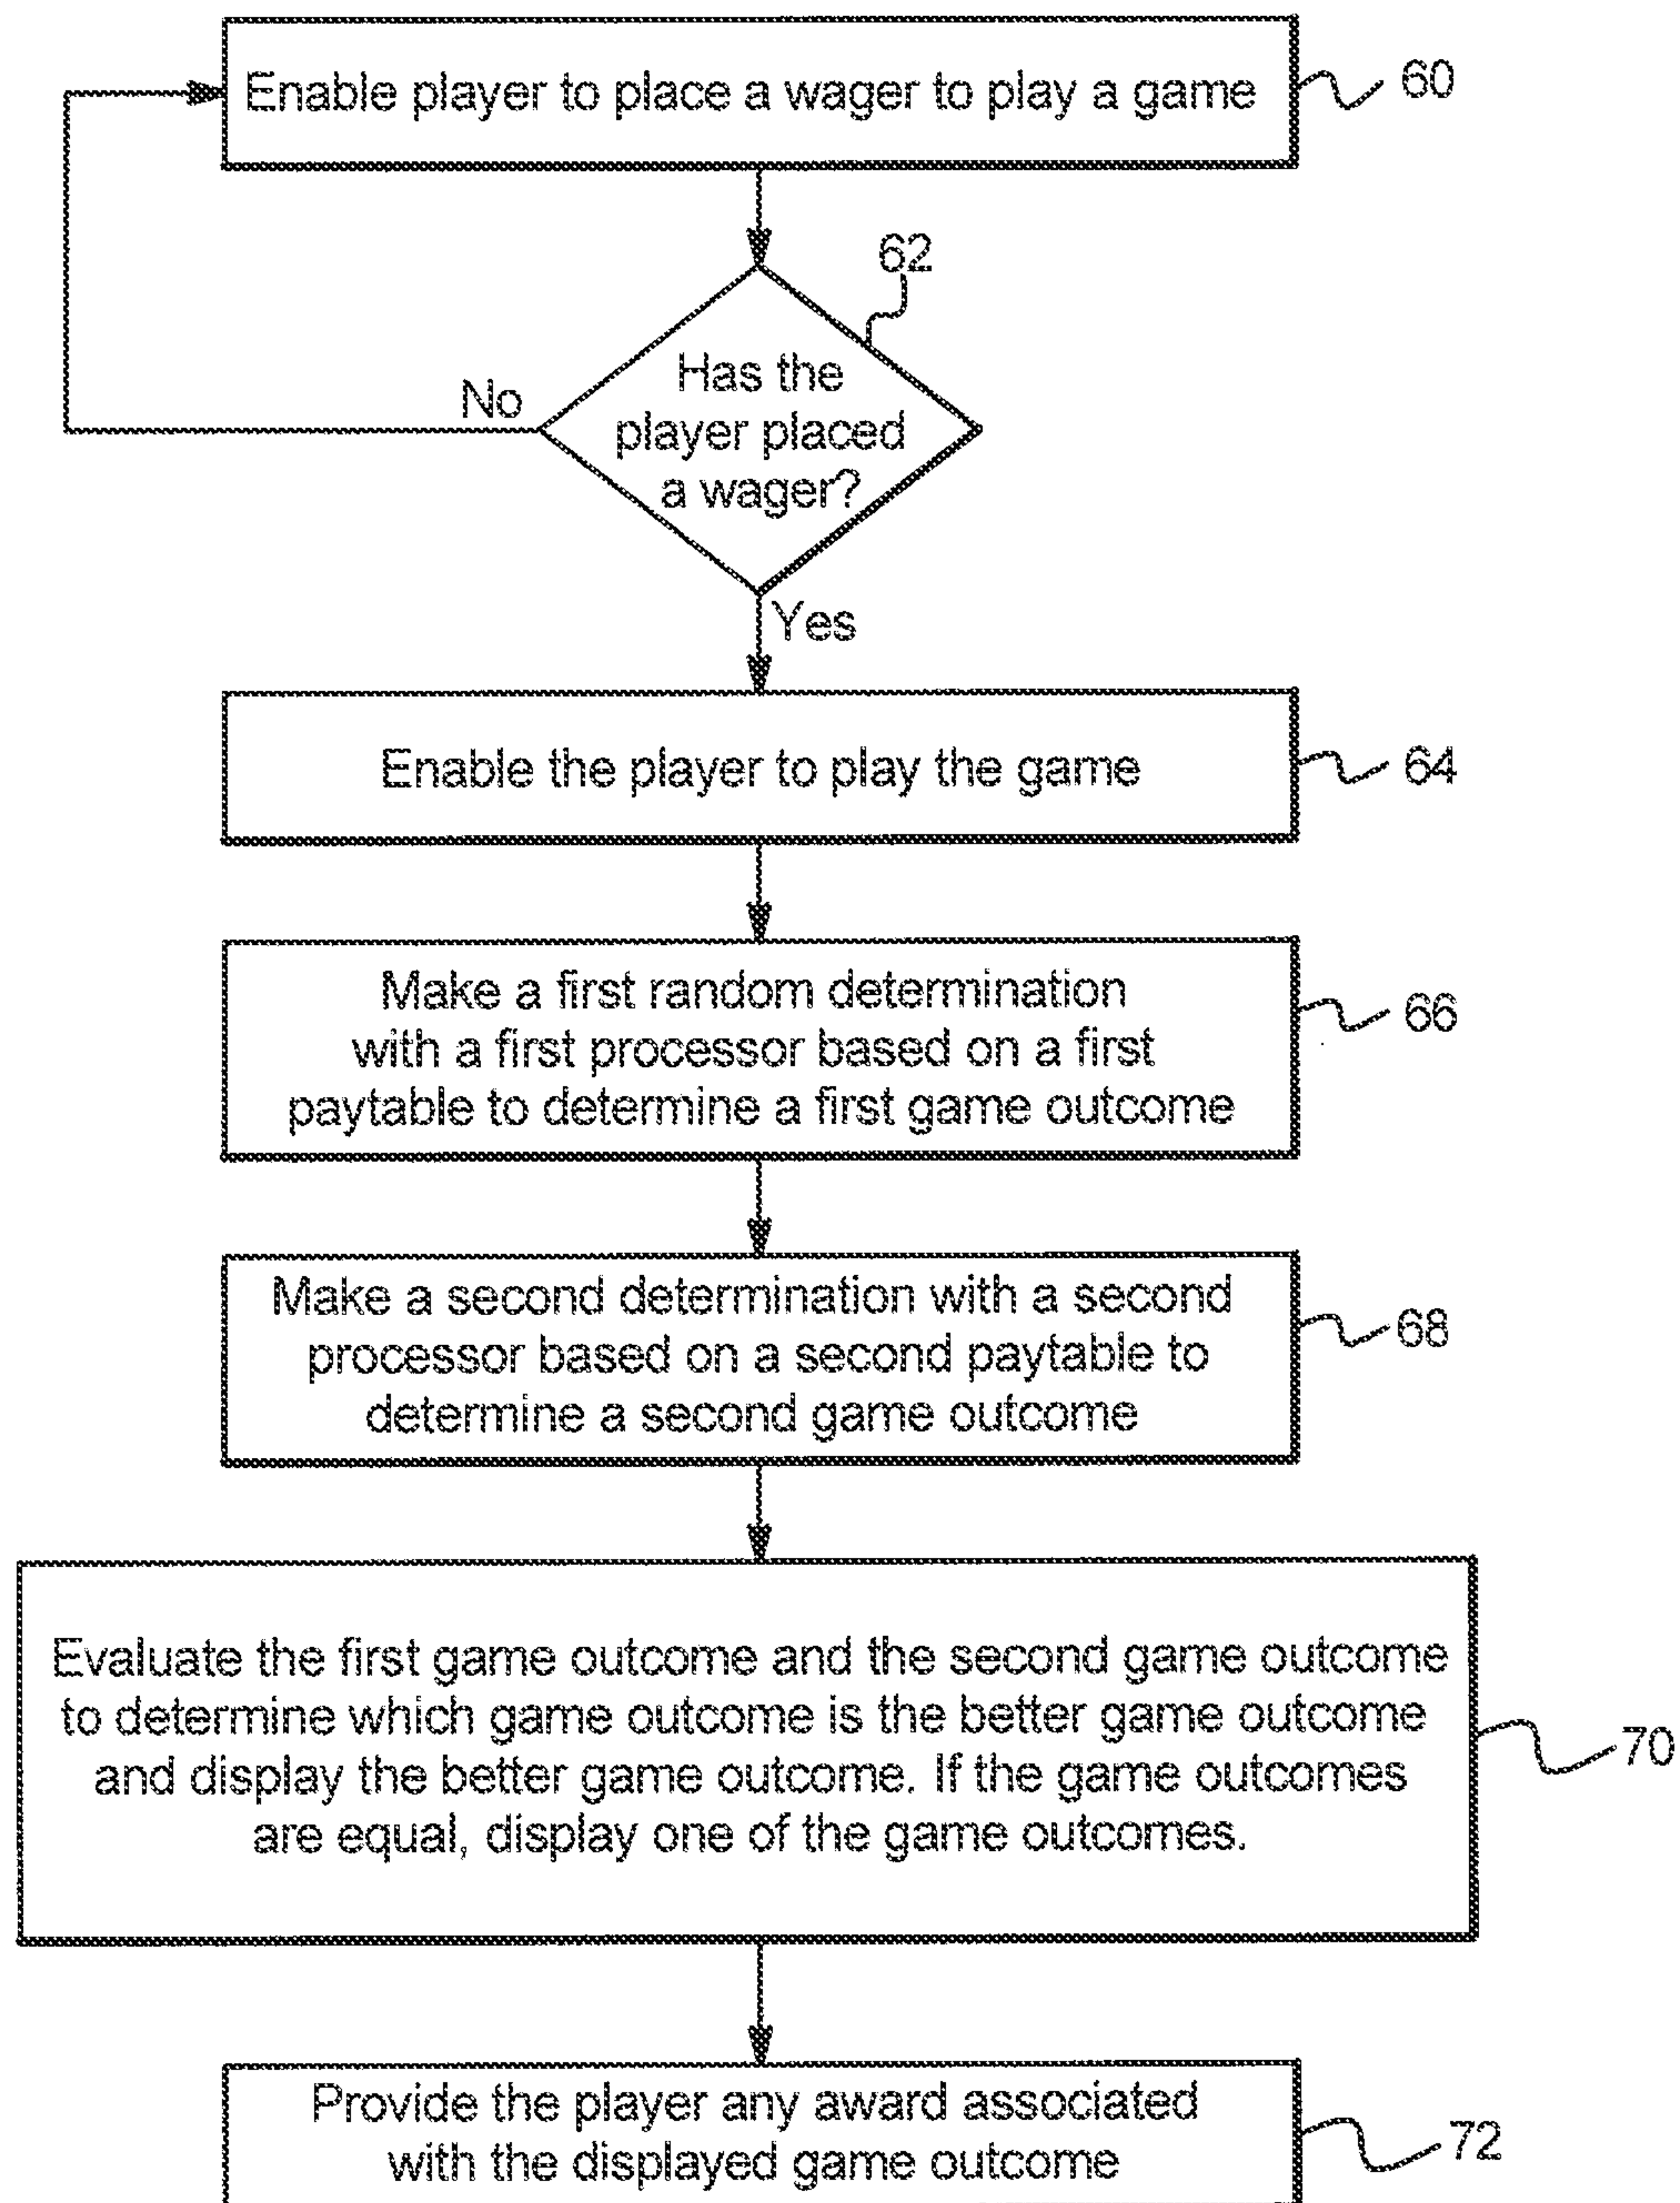 Enable player to place a wager to play a game
60
62
Has the
player placed
a wager?
No
Yes
Enable the player to play the game
64
Make a first random determination
with a first processor based on a first
paytable to determine a first game outcome
66
Make a second determination with a second
processor based on a second paytable to
determine a second game outcome
68
Evaluate the first game outcome and the second game outcome
to determine which game outcome is the better game outcome
and display the better game outcome. If the game outcomes
are equal, display one of the game outcomes.
70
Provide the player any award associated
with the displayed game outcome
72